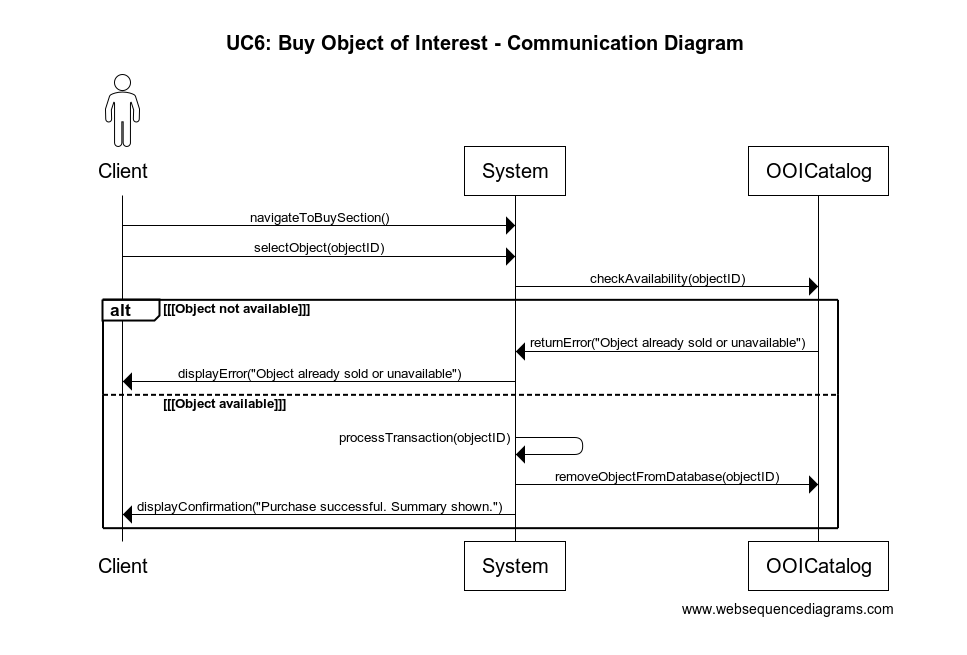 UC6: Buy Object of Interest - Communication Diagram
Client
System
OOICatalog
navigateToBuySection()
selectObject(objectID)
checkAvailability(objectID)
alt
[[[Object not available]]]
returnError("Object already sold or unavailable")
displayError("Object already sold or unavailable")
[[[Object available]]]
processTransaction(objectID)
removeObjectFromDatabase(objectID)
displayConfirmation("Purchase successful. Summary shown.")
Client
System
OOICatalog
www.websequencediagrams.com